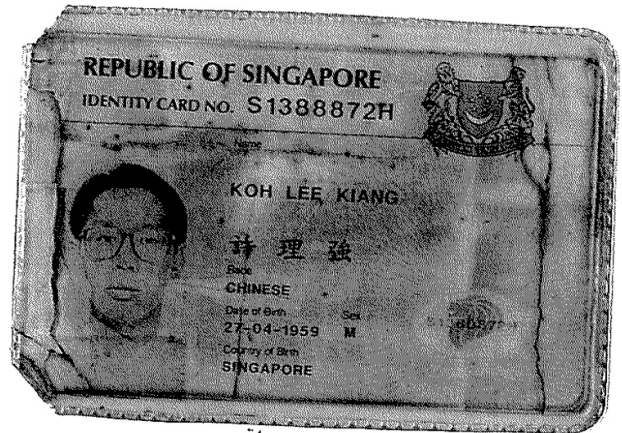 REPUBLIC OF SINGAPORE
IDENTITY CARD NO. S1388872H
Name
KOH LEE KIANG
許 理 強
Race
CHINESE
Date of Birth Sex
27-04-1959 M
Country of Birth
SINGAPORE